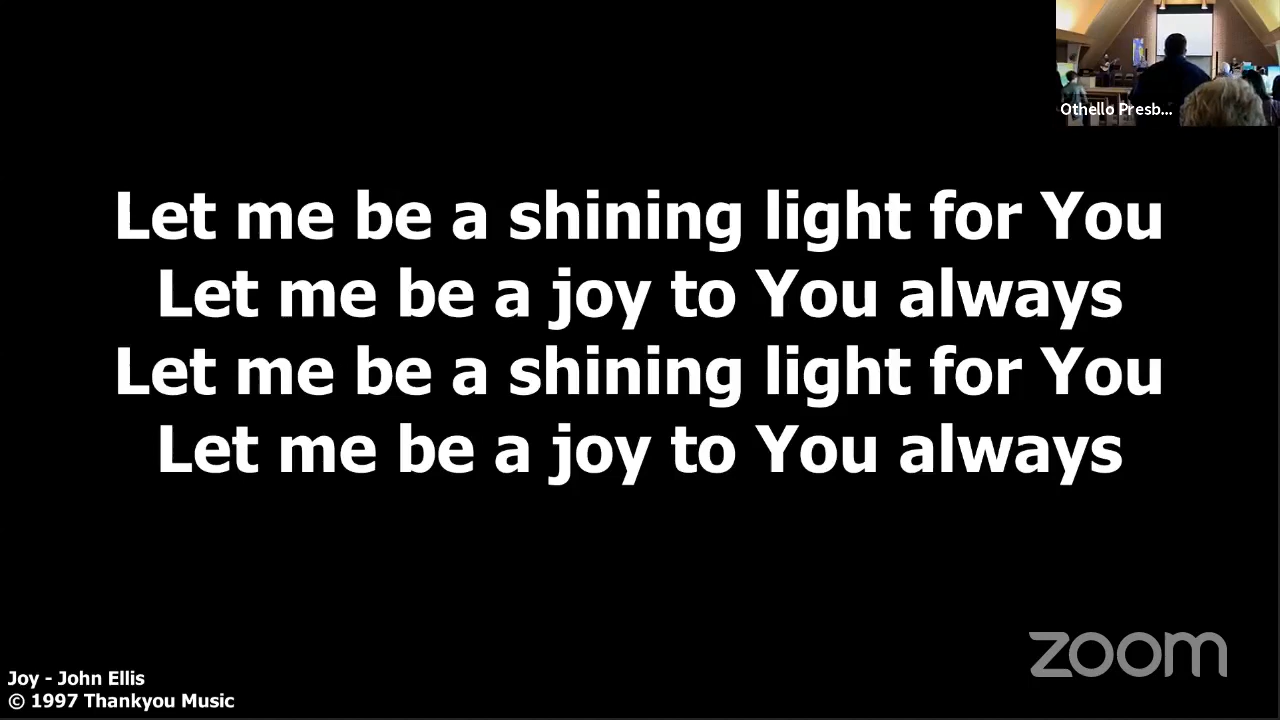 Othello Presb...
Let me be a shining light for You
Let me be a joy to You always
Let me be a shining light for You
Let me be a joy to You always
zoom
Joy - John Ellis
© 1997 Thankyou Music